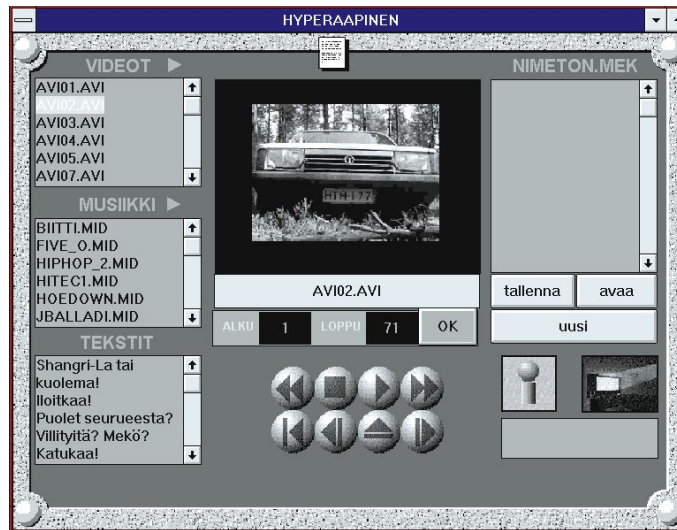 HYPERAAPINEN
VIDEOT
AVI01.AVI
AVI02.AVI
AVI03.AVI
AVI04.AVI
AVI05.AVI
AVI07.AVI
MUSIIKKI
BIITTI.MID
FIVE_O.MID
HIPHOP_2.MID
HITEC1.MID
HOEDOWN.MID
JBALLADI.MID
TEKSTIT
Shangri-La tai
kuolema!
Iloitkaa!
Puolet seurueesta?
Villityitä? Mekö?
Katukaa!
HTM-177
AVI02.AVI
ALKU 1 LOPPU 71 OK
NIMETON.MEK
tallenna avaa
uusi